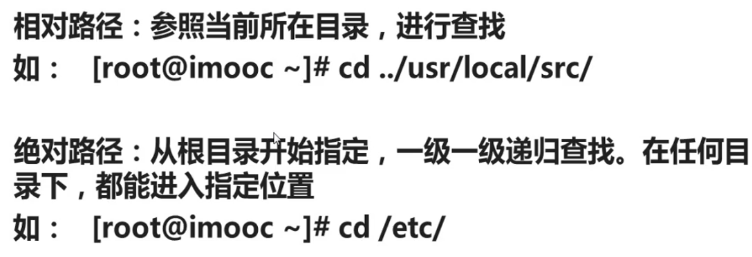 相对路径：参照当前所在目录，进行查找
如： [root@imooc ~]# cd ../usr/local/src/
绝对路径：从根目录开始指定，一级一级递归查找。在任何目
录下，都能进入指定位置
如： [root@imooc ~]# cd /etc/